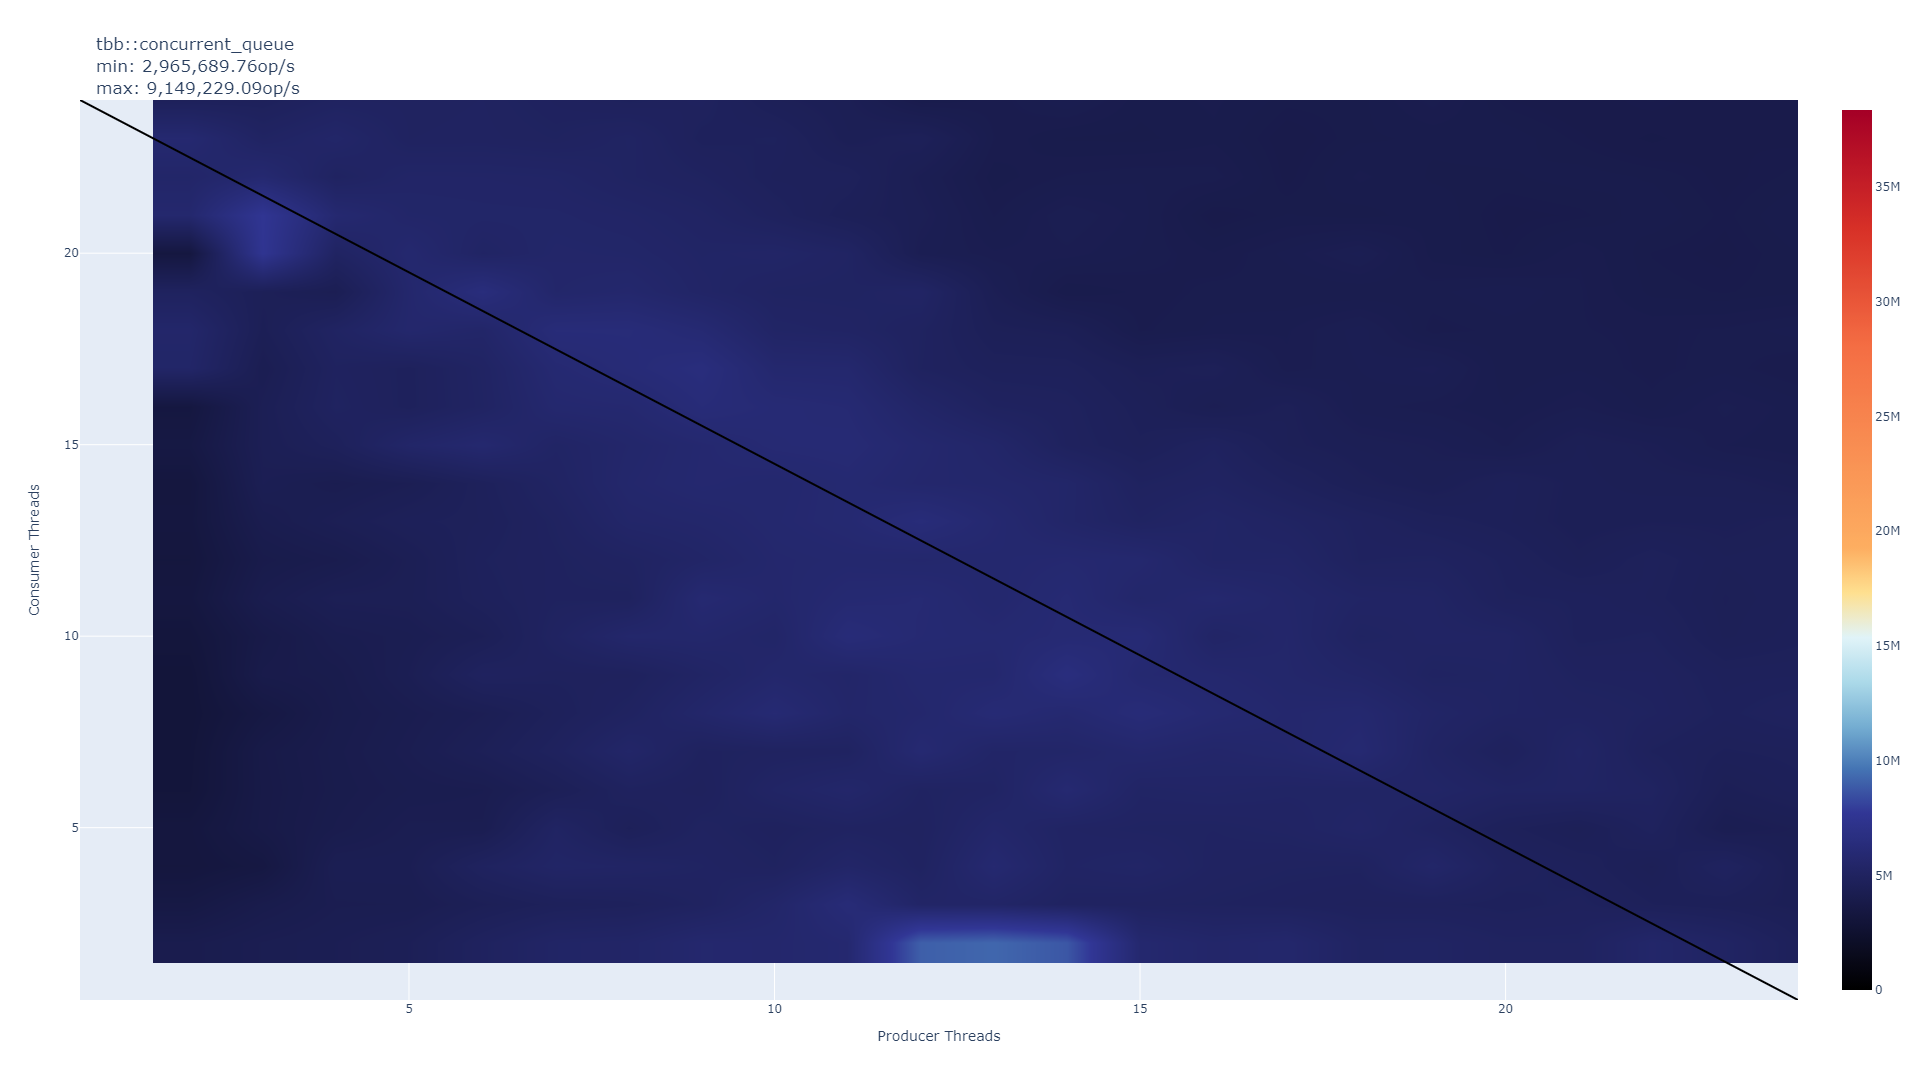 tbb::concurrent_queue
min: 2,965,689.76op/s
max: 9,149,229.09op/s
20
15
10
5
Consumer Threads
5
10
15
20
Producer Threads
35M
30M
25M
20M
15M
10M
5M
0